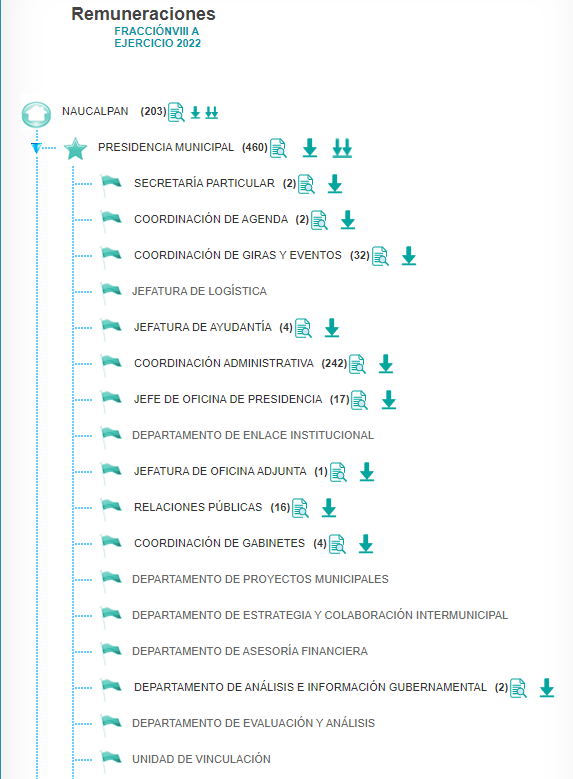 Remuneraciones
FRACCIÓNVIII A
EJERCICIO 2022
NAUCALPAN (203)
PRESIDENCIA MUNICIPAL (460)
SECRETARÍA PARTICULAR (2)
COORDINACIÓN DE AGENDA (2)
COORDINACIÓN DE GIRAS Y EVENTOS (32)
JEFATURA DE LOGÍSTICA
JEFATURA DE AYUDANTÍA (4)
COORDINACIÓN ADMINISTRATIVA (242)
JEFE DE OFICINA DE PRESIDENCIA (17)
DEPARTAMENTO DE ENLACE INSTITUCIONAL
JEFATURA DE OFICINA ADJUNTA (1)
RELACIONES PÚBLICAS (16)
COORDINACIÓN DE GABINETES (4)
DEPARTAMENTO DE PROYECTOS MUNICIPALES
DEPARTAMENTO DE ESTRATEGIA Y COLABORACIÓN INTERMUNICIPAL
DEPARTAMENTO DE ASESORÍA FINANCIERA
DEPARTAMENTO DE ANÁLISIS E INFORMACIÓN GUBERNAMENTAL (2)
DEPARTAMENTO DE EVALUACIÓN Y ANÁLISIS
UNIDAD DE VINCULACIÓN